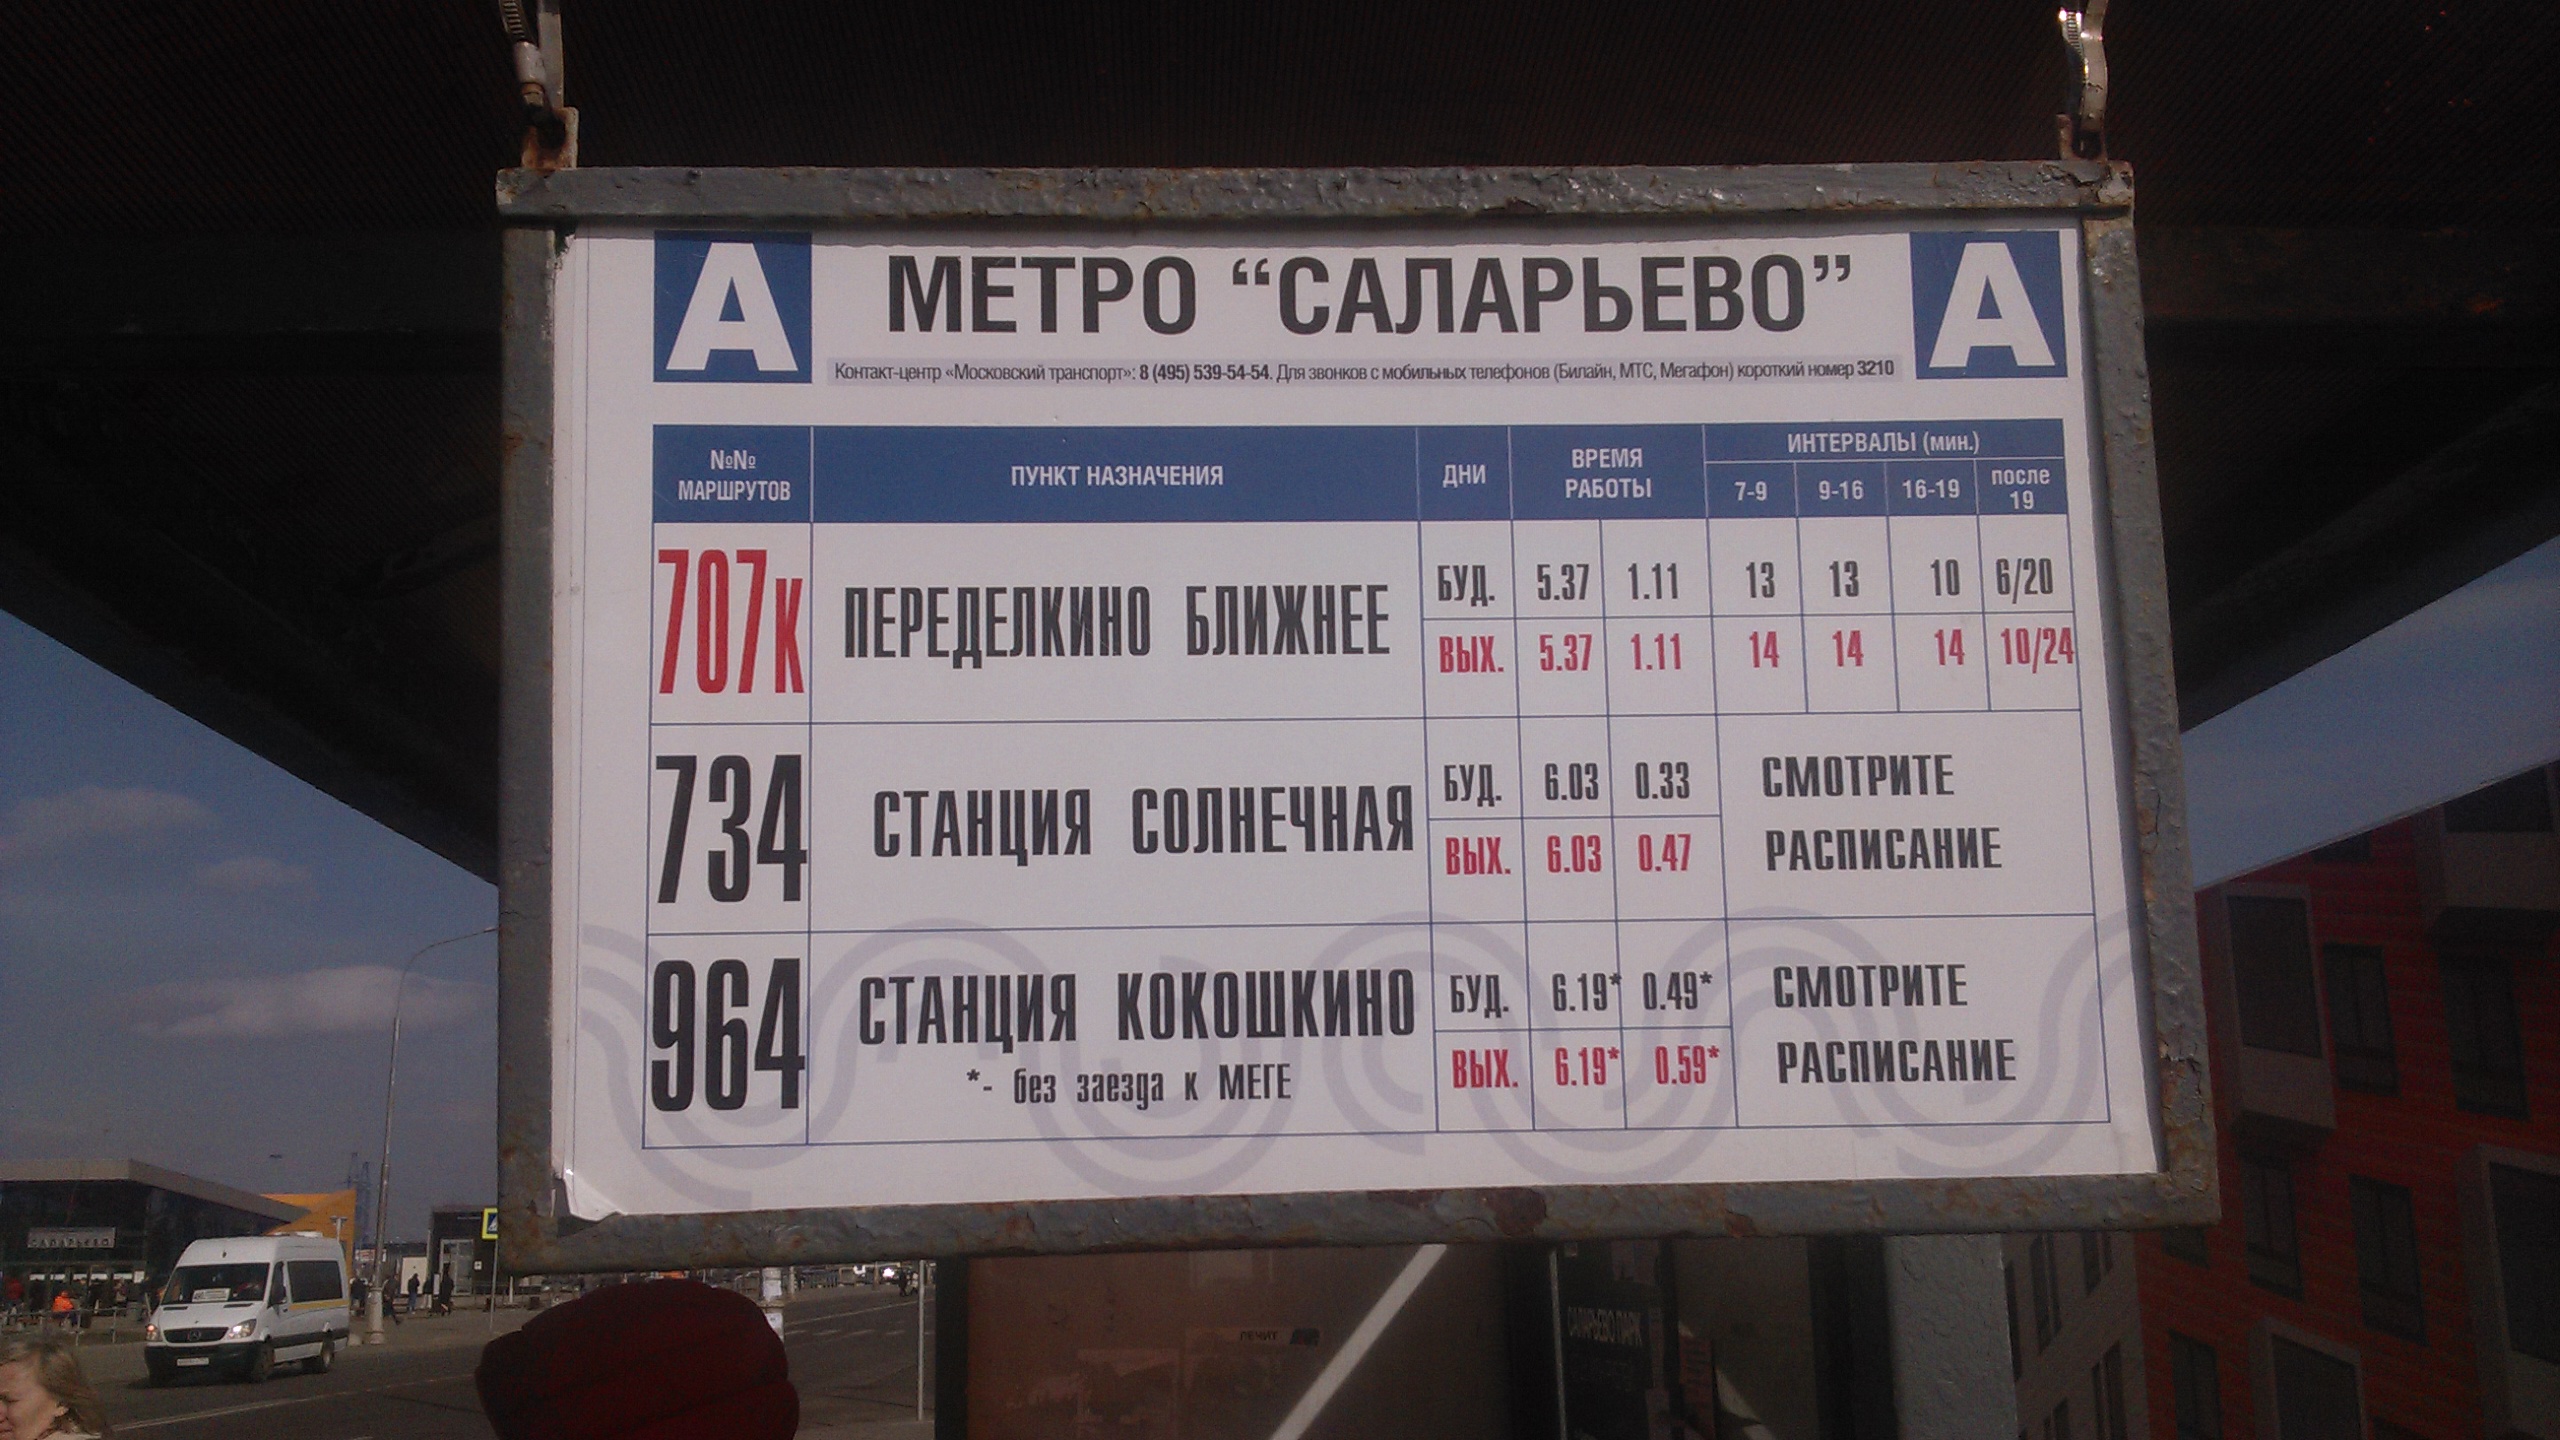 А МЕТРО “САЛАРЬЕВО” А
Контакт-центр «Московский транспорт»: 8 (495) 539-54-54. Для звонков с мобильных телефонов (Билайн, МТС, Мегафон) короткий номер 3210
№№ МАРШРУТОВ ПУНКТ НАЗНАЧЕНИЯ ДНИ ВРЕМЯ РАБОТЫ ИНТЕРВАЛЫ (мин.)
7-9 9-16 16-19 после 19
707к ПЕРЕДЕЛКИНО БЛИЖНЕЕ
БУД. 5.37 1.11 13 13 10 6/20
ВЫХ. 5.37 1.11 14 14 14 10/24
734 СТАНЦИЯ СОЛНЕЧНАЯ
БУД. 6.03 0.33 СМОТРИТЕ
ВЫХ. 6.03 0.47 РАСПИСАНИЕ
964 СТАНЦИЯ КОКОШКИНО
*- без заезда к МЕГЕ
БУД. 6.19* 0.49* СМОТРИТЕ
ВЫХ. 6.19* 0.59* РАСПИСАНИЕ
САЛАРЬЕВО
ЛЕЧИТ
САЛАРЬЕВО ПАРК